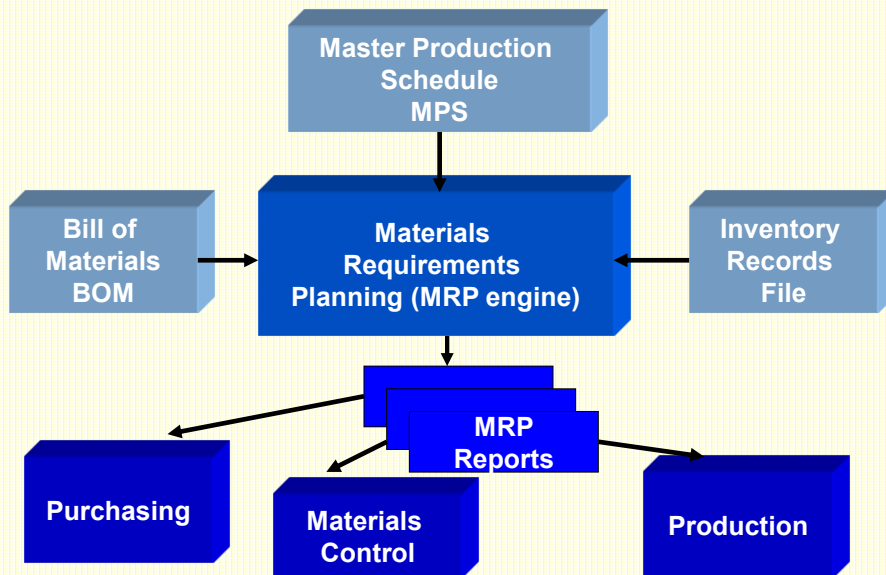 Master Production
Schedule
MPS
Bill of
Materials
BOM
Materials
Requirements
Planning (MRP engine)
Inventory
Records
File
MRP
Reports
Purchasing
Materials
Control
Production